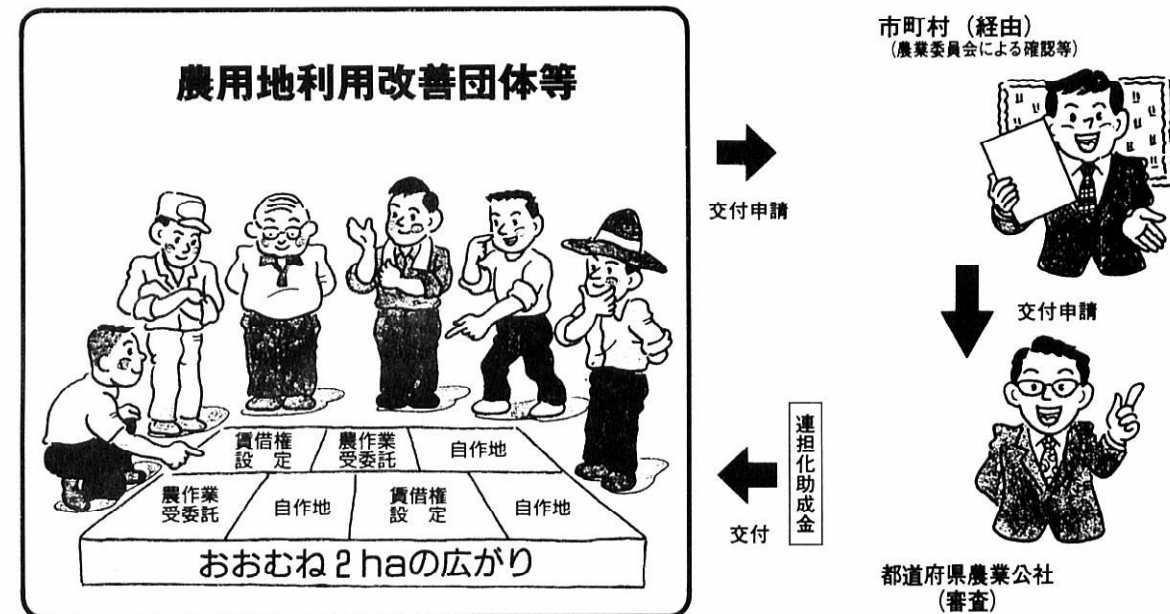 農用地利用改善団体等
賃借権
設 定
農作業
受委託
自作地
農作業
受委託
自作地
賃借権
設 定
自作地
おおむね2haの広がり
交付申請
市町村（経由）
（農業委員会による確認等）
交付申請
都道府県農業公社
（審査）
連担化助成金
交付